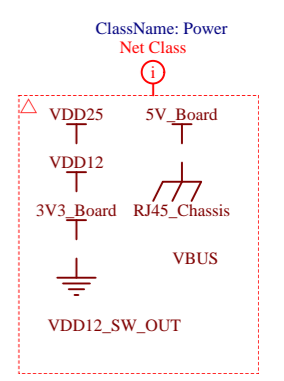 ClassName: Power
Net Class
i
VDD25 5V_Board
VDD12
3V3_Board RJ45_Chassis
VBUS
VDD12_SW_OUT